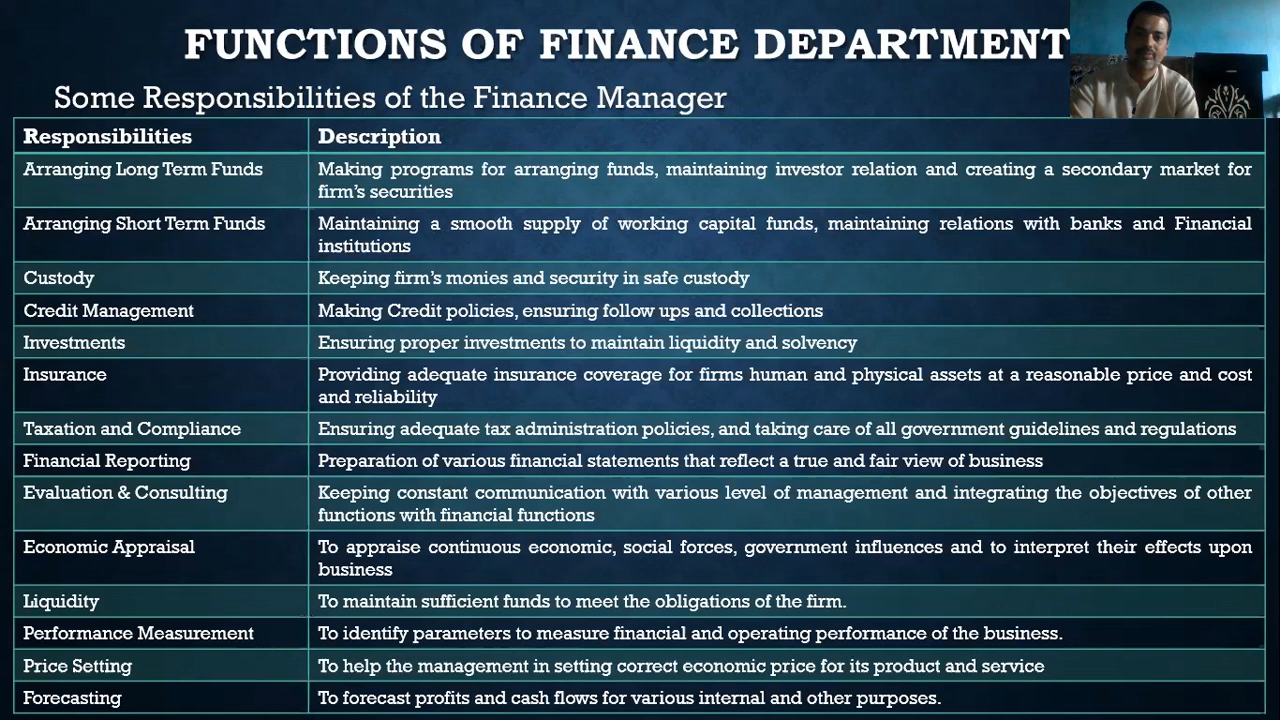 FUNCTIONS OF FINANCE DEPARTMENT
Some Responsibilities of the Finance Manager
Responsibilities Description
Arranging Long Term Funds Making programs for arranging funds, maintaining investor relation and creating a secondary market for
firm's securities
Arranging Short Term Funds Maintaining a smooth supply of working capital funds, maintaining relations with banks and Financial
institutions
Custody Keeping firm's monies and security in safe custody
Credit Management Making Credit policies, ensuring follow ups and collections
Investments Ensuring proper investments to maintain liquidity and solvency
Insurance Providing adequate insurance coverage for firms human and physical assets at a reasonable price and cost
and reliability
Taxation and Compliance Ensuring adequate tax administration policies, and taking care of all government guidelines and regulations
Financial Reporting Preparation of various financial statements that reflect a true and fair view of business
Evaluation & Consulting Keeping constant communication with various level of management and integrating the objectives of other
functions with financial functions
Economic Appraisal To appraise continuous economic, social forces, government influences and to interpret their effects upon
business
Liquidity To maintain sufficient funds to meet the obligations of the firm.
Performance Measurement To identify parameters to measure financial and operating performance of the business.
Price Setting To help the management in setting correct economic price for its product and service
Forecasting To forecast profits and cash flows for various internal and other purposes.